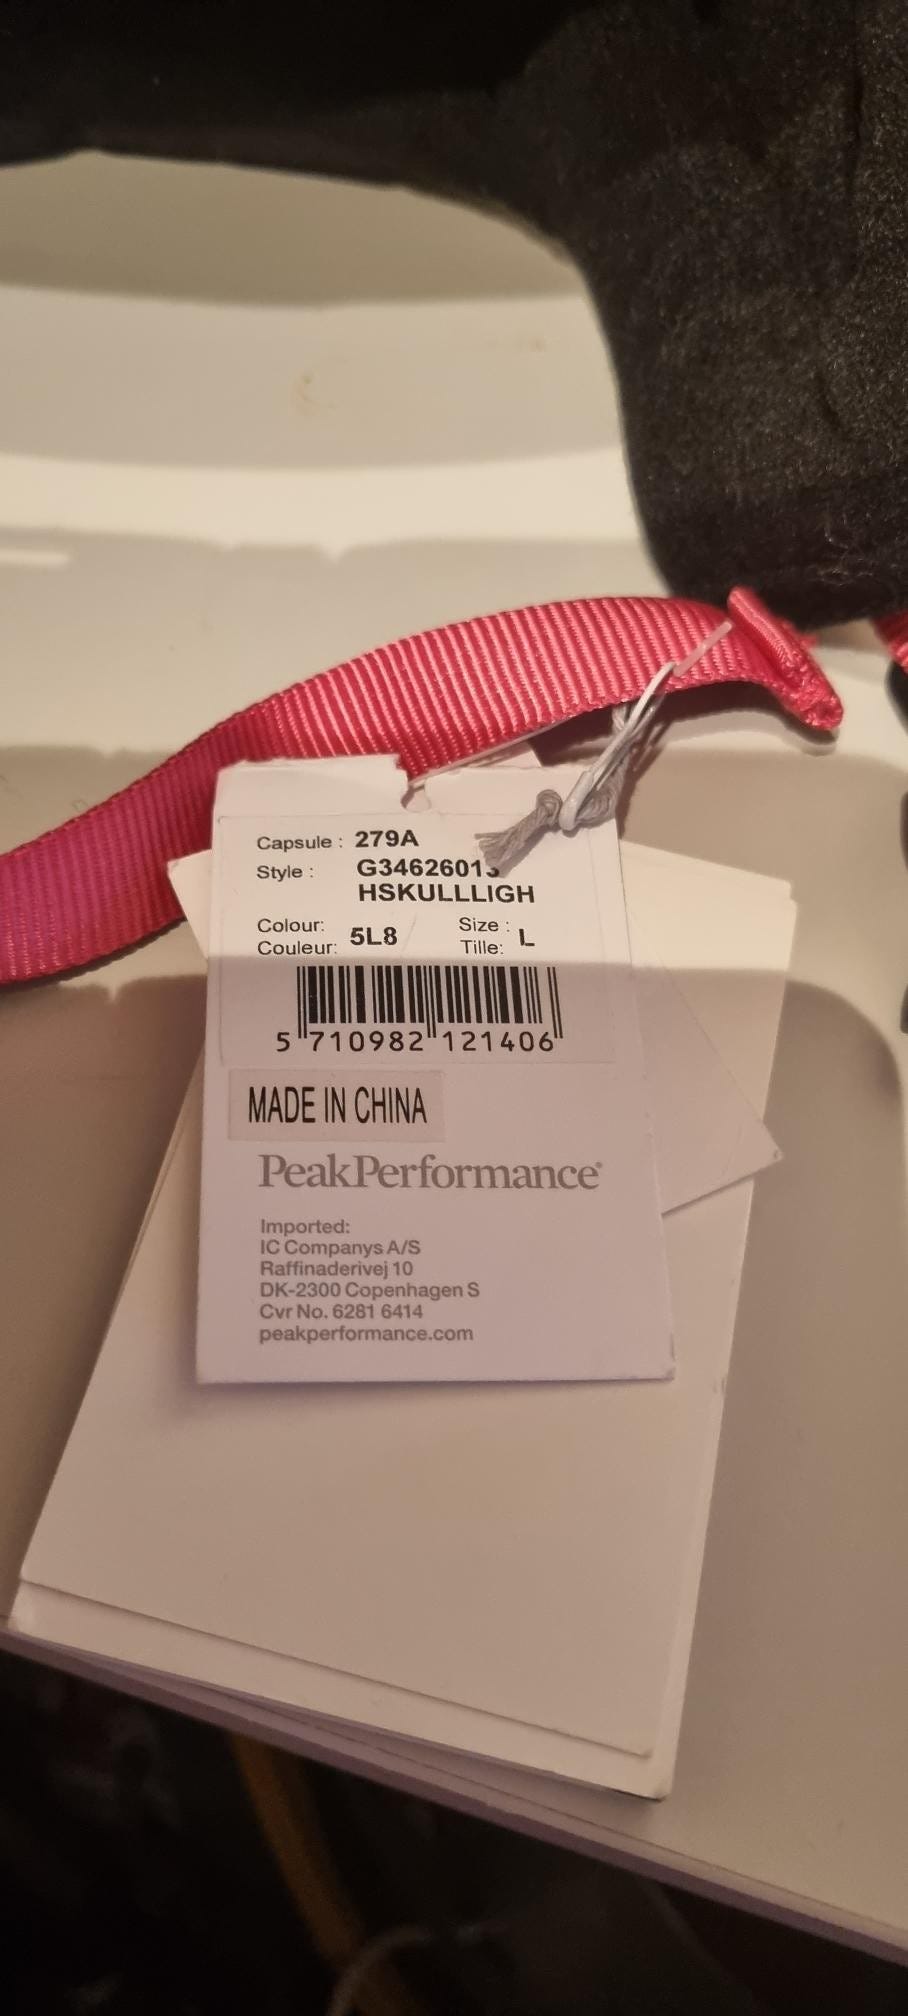 Capsule : 279A
Style : G34626013
HSKULLLIGH
Colour:
Couleur: 5L8
Size :
Tille: L
5 710982 121406
MADE IN CHINA
PeakPerformance®
Imported:
IC Companys A/S
Raffinaderivej 10
DK-2300 Copenhagen S
Cvr No. 6281 6414
peakperformance.com